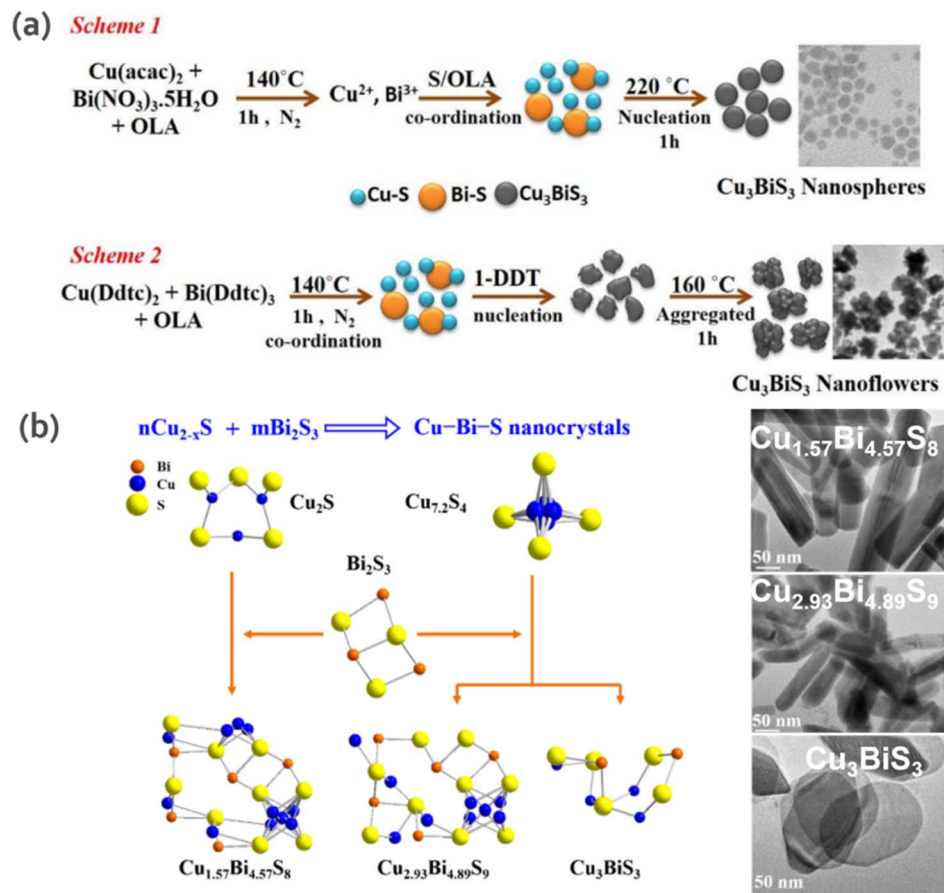 (a) Scheme 1
Cu(acac)₂ +
Bi(NO₃)₃.5H₂O
+ OLA
140°C
1h , N₂
Cu²⁺, Bi³⁺
S/OLA
co-ordination
220 °C
Nucleation
1h
Cu₃BiS₃ Nanospheres
Cu-S Bi-S Cu₃BiS₃
Scheme 2
Cu(Ddtc)₂ + Bi(Ddtc)₃
+ OLA
140°C
1h , N₂
co-ordination
1-DDT
nucleation
160 °C
Aggregated
1h
Cu₃BiS₃ Nanoflowers
(b)
nCu₂₋ₓS + mBi₂S₃ Cu−Bi−S nanocrystals
Bi
Cu
S
Cu₂S
Cu₇.₂S₄
Bi₂S₃
Cu₁.₅₇Bi₄.₅₇S₈
Cu₂.₉₃Bi₄.₈₉S₉
Cu₃BiS₃
Cu₁.₅₇Bi₄.₅₇S₈
50 nm
Cu₂.₉₃Bi₄.₈₉S₉
50 nm
Cu₃BiS₃
50 nm